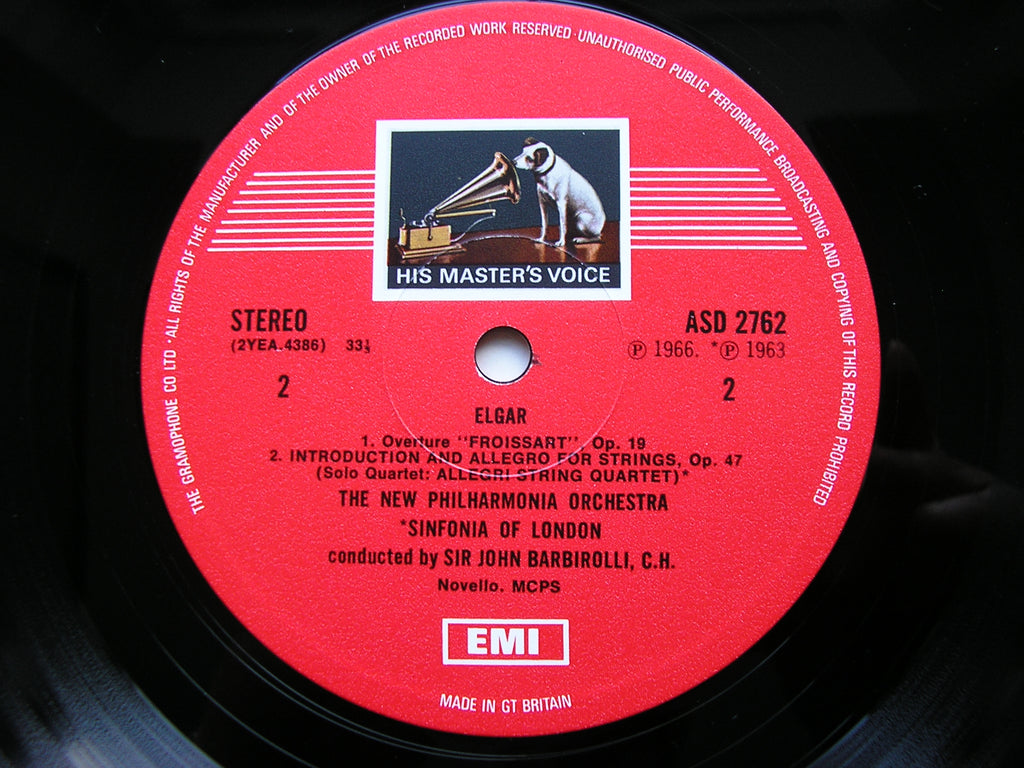 THE GRAMOPHONE CO LTD · ALL RIGHTS OF THE MANUFACTURER AND OF THE OWNER OF THE RECORDED WORK RESERVED · UNAUTHORISED PUBLIC PERFORMANCE BROADCASTING AND COPYING OF THIS RECORD PROHIBITED
HIS MASTER'S VOICE
STEREO ASD 2762
(2YEA.4386) 33⅓ Ⓟ 1966. *Ⓟ 1963
2 2
ELGAR
1. Overture "FROISSART", Op. 19
2. INTRODUCTION AND ALLEGRO FOR STRINGS, Op. 47
(Solo Quartet: ALLEGRI STRING QUARTET)*
THE NEW PHILHARMONIA ORCHESTRA
*SINFONIA OF LONDON
conducted by SIR JOHN BARBIROLLI, C.H.
Novello. MCPS
EMI
MADE IN GT BRITAIN